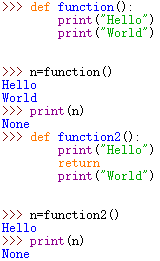 >>> def function():
        print("Hello")
        print("World")
>>> n=function()
Hello
World
>>> print(n)
None
>>> def function2():
        print("Hello")
        return
        print("World")
>>> n=function2()
Hello
>>> print(n)
None